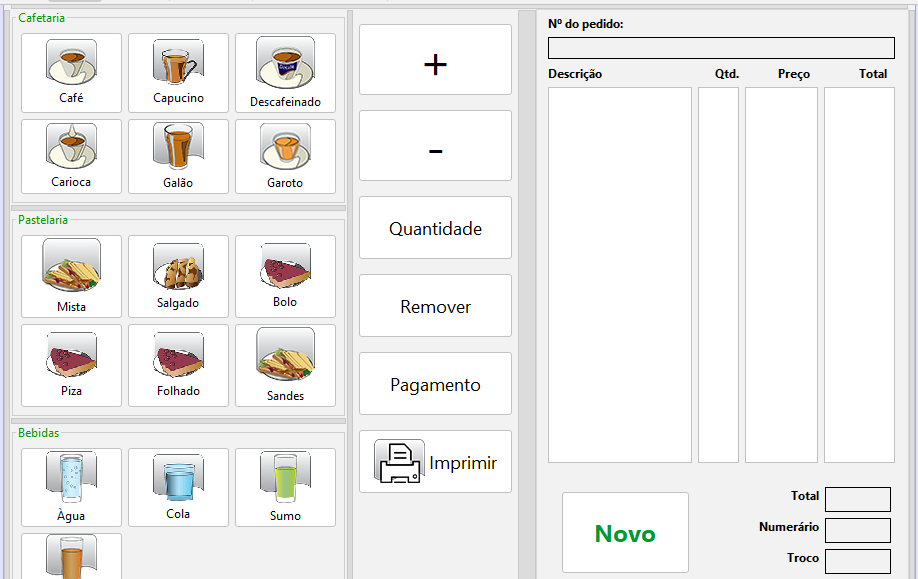 Cafetaria
Café
Capucino
Descafeinado
Carioca
Galão
Garoto
Pastelaria
Mista
Salgado
Bolo
Piza
Folhado
Sandes
Bebidas
Àgua
Cola
Sumo
+
-
Quantidade
Remover
Pagamento
Imprimir
Nº do pedido:
Descrição Qtd. Preço Total
Novo
Total
Numerário
Troco